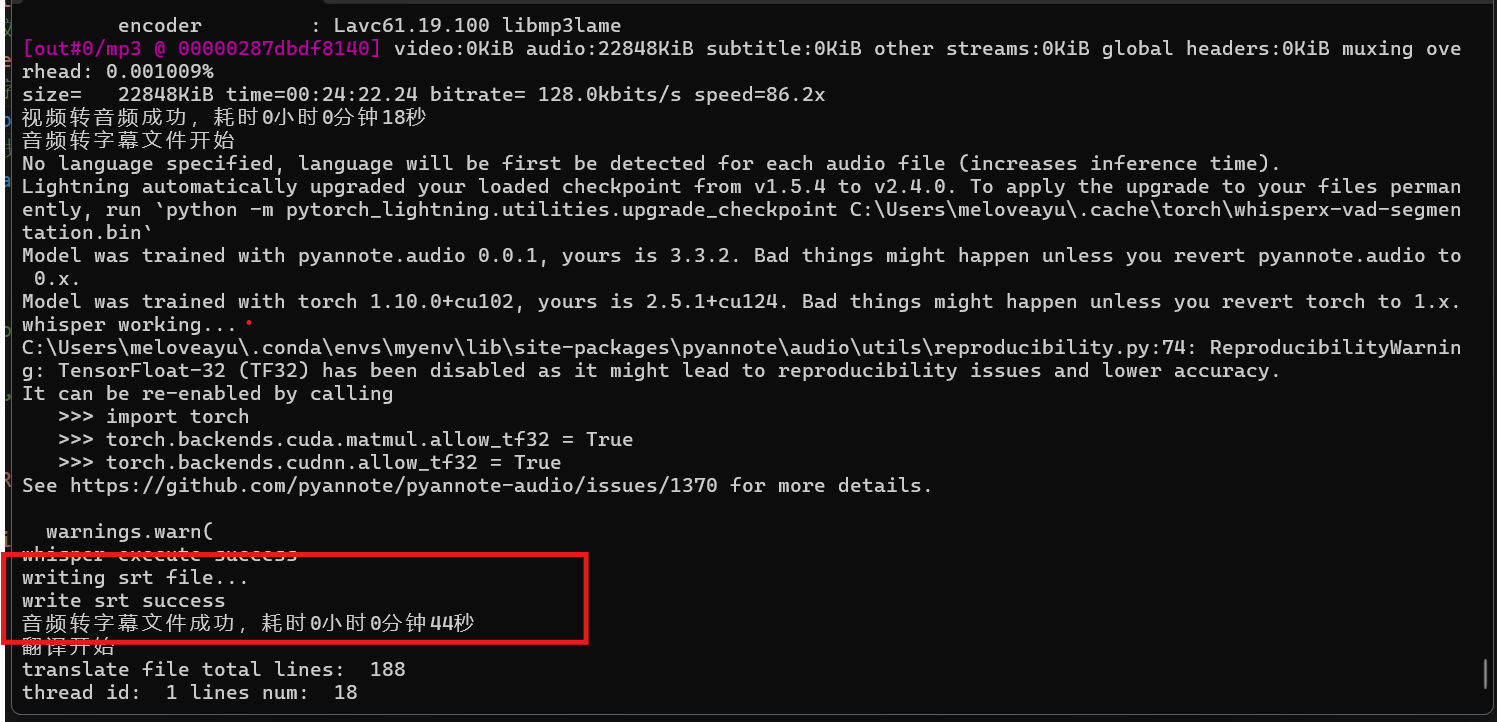 encoder : Lavc61.19.100 libmp3lame
[out#0/mp3 @ 00000287dbdf8140] video:0KiB audio:22848KiB subtitle:0KiB other streams:0KiB global headers:0KiB muxing ove
rhead: 0.001009%
size= 22848KiB time=00:24:22.24 bitrate= 128.0kbits/s speed=86.2x
视频转音频成功，耗时0小时0分钟18秒
音频转字幕文件开始
No language specified, language will be first be detected for each audio file (increases inference time).
Lightning automatically upgraded your loaded checkpoint from v1.5.4 to v2.4.0. To apply the upgrade to your files perman
ently, run `python -m pytorch_lightning.utilities.upgrade_checkpoint C:\Users\meloveayu\.cache\torch\whisperx-vad-segmen
tation.bin`
Model was trained with pyannote.audio 0.0.1, yours is 3.3.2. Bad things might happen unless you revert pyannote.audio to
0.x.
Model was trained with torch 1.10.0+cu102, yours is 2.5.1+cu124. Bad things might happen unless you revert torch to 1.x.
whisper working...
C:\Users\meloveayu\.conda\envs\myenv\lib\site-packages\pyannote\audio\utils\reproducibility.py:74: ReproducibilityWarnin
g: TensorFloat-32 (TF32) has been disabled as it might lead to reproducibility issues and lower accuracy.
It can be re-enabled by calling
>>> import torch
>>> torch.backends.cuda.matmul.allow_tf32 = True
>>> torch.backends.cudnn.allow_tf32 = True
See https://github.com/pyannote/pyannote-audio/issues/1370 for more details.
warnings.warn(
whisper execute success
writing srt file...
write srt success
音频转字幕文件成功，耗时0小时0分钟44秒
翻译开始
translate file total lines: 188
thread id: 1 lines num: 18